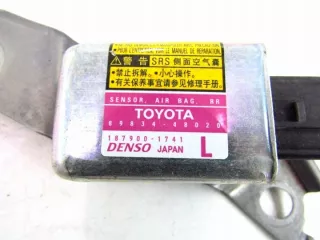 POUR L'ENTRETIEN, VOIR LE MANUEL DE REPARATION.
警告 SRS 侧面空气囊
·禁止拆解。·小心操作。
·有关保养事宜请参见修理手册.
SENSOR, AIR BAG, RR
TOYOTA
89834-48020
187900-1741
DENSO JAPAN L